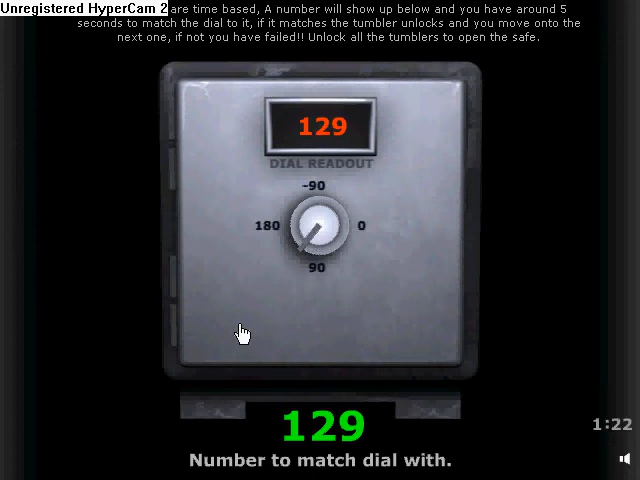 Unregistered HyperCam 2 are time based, A number will show up below and you have around 5
seconds to match the dial to it, if it matches the tumbler unlocks and you move onto the
next one, if not you have failed!! Unlock all the tumblers to open the safe.
129
DIAL READOUT
-90
180 0
90
129
1:22
Number to match dial with.